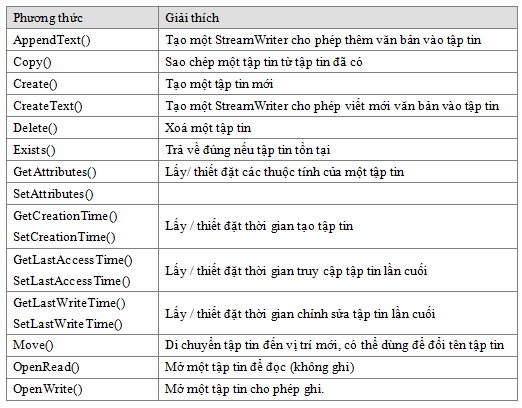 Phương thức Giải thích
AppendText() Tạo một StreamWriter cho phép thêm văn bản vào tập tin
Copy() Sao chép một tập tin từ tập tin đã có
Create() Tạo một tập tin mới
CreateText() Tạo một StreamWriter cho phép viết mới văn bản vào tập tin
Delete() Xoá một tập tin
Exists() Trả về đúng nếu tập tin tồn tại
GetAttributes() Lấy/ thiết đặt các thuộc tính của một tập tin
SetAttributes()
GetCreationTime()
SetCreationTime()
Lấy / thiết đặt thời gian tạo tập tin
GetLastAccessTime()
SetLastAccessTime()
Lấy / thiết đặt thời gian truy cập tập tin lần cuối
GetLastWriteTime()
SetLastWriteTime()
Lấy / thiết đặt thời gian chỉnh sửa tập tin lần cuối
Move() Di chuyển tập tin đến vị trí mới, có thể dùng để đổi tên tập tin
OpenRead() Mở một tập tin để đọc (không ghi)
OpenWrite() Mở một tập tin cho phép ghi.